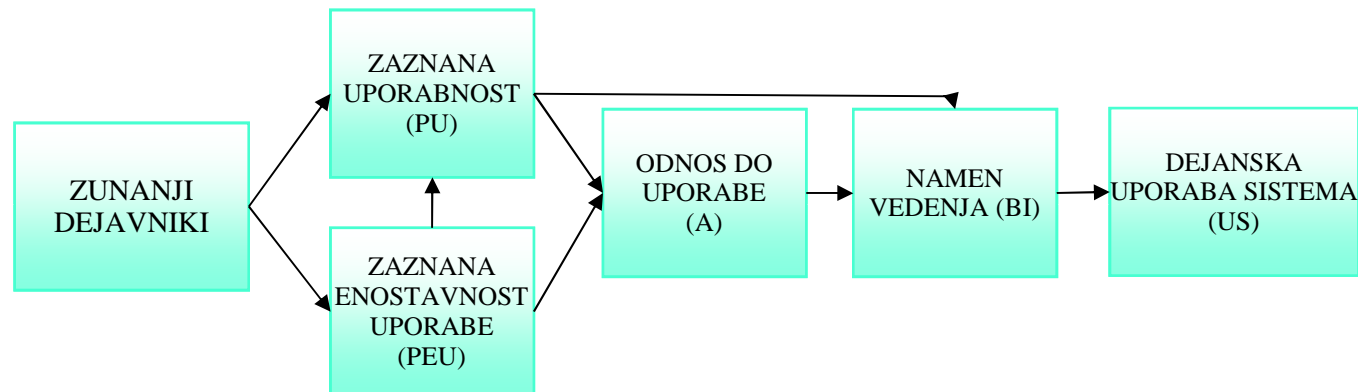 ZUNANJI
DEJAVNIKI
ZAZNANA
UPORABNOST
(PU)
ZAZNANA
ENOSTAVNOST
UPORABE
(PEU)
ODNOS DO
UPORABE
(A)
NAMEN
VEDENJA (BI)
DEJANSKA
UPORABA SISTEMA
(US)